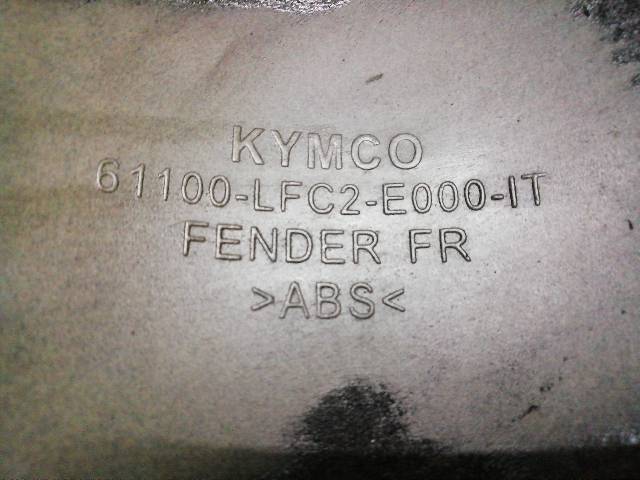 KYMCO
61100-LFC2-E000-IT
FENDER FR
>ABS<